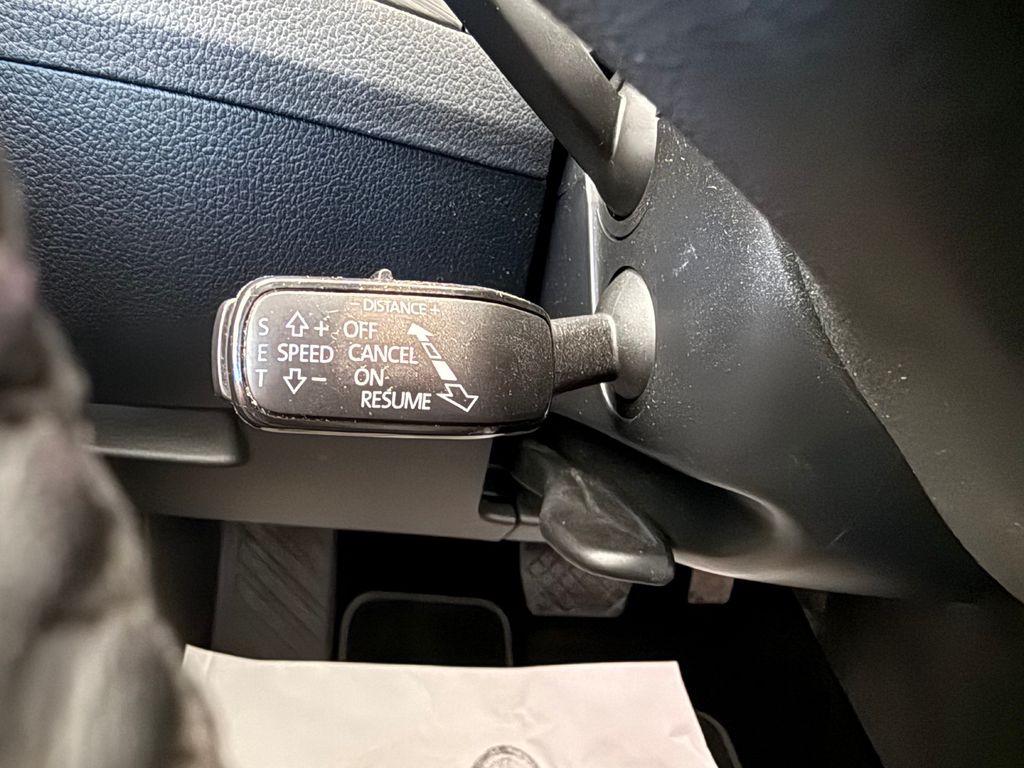 – DISTANCE +
S + OFF
E SPEED CANCEL
T – ON
RESUME